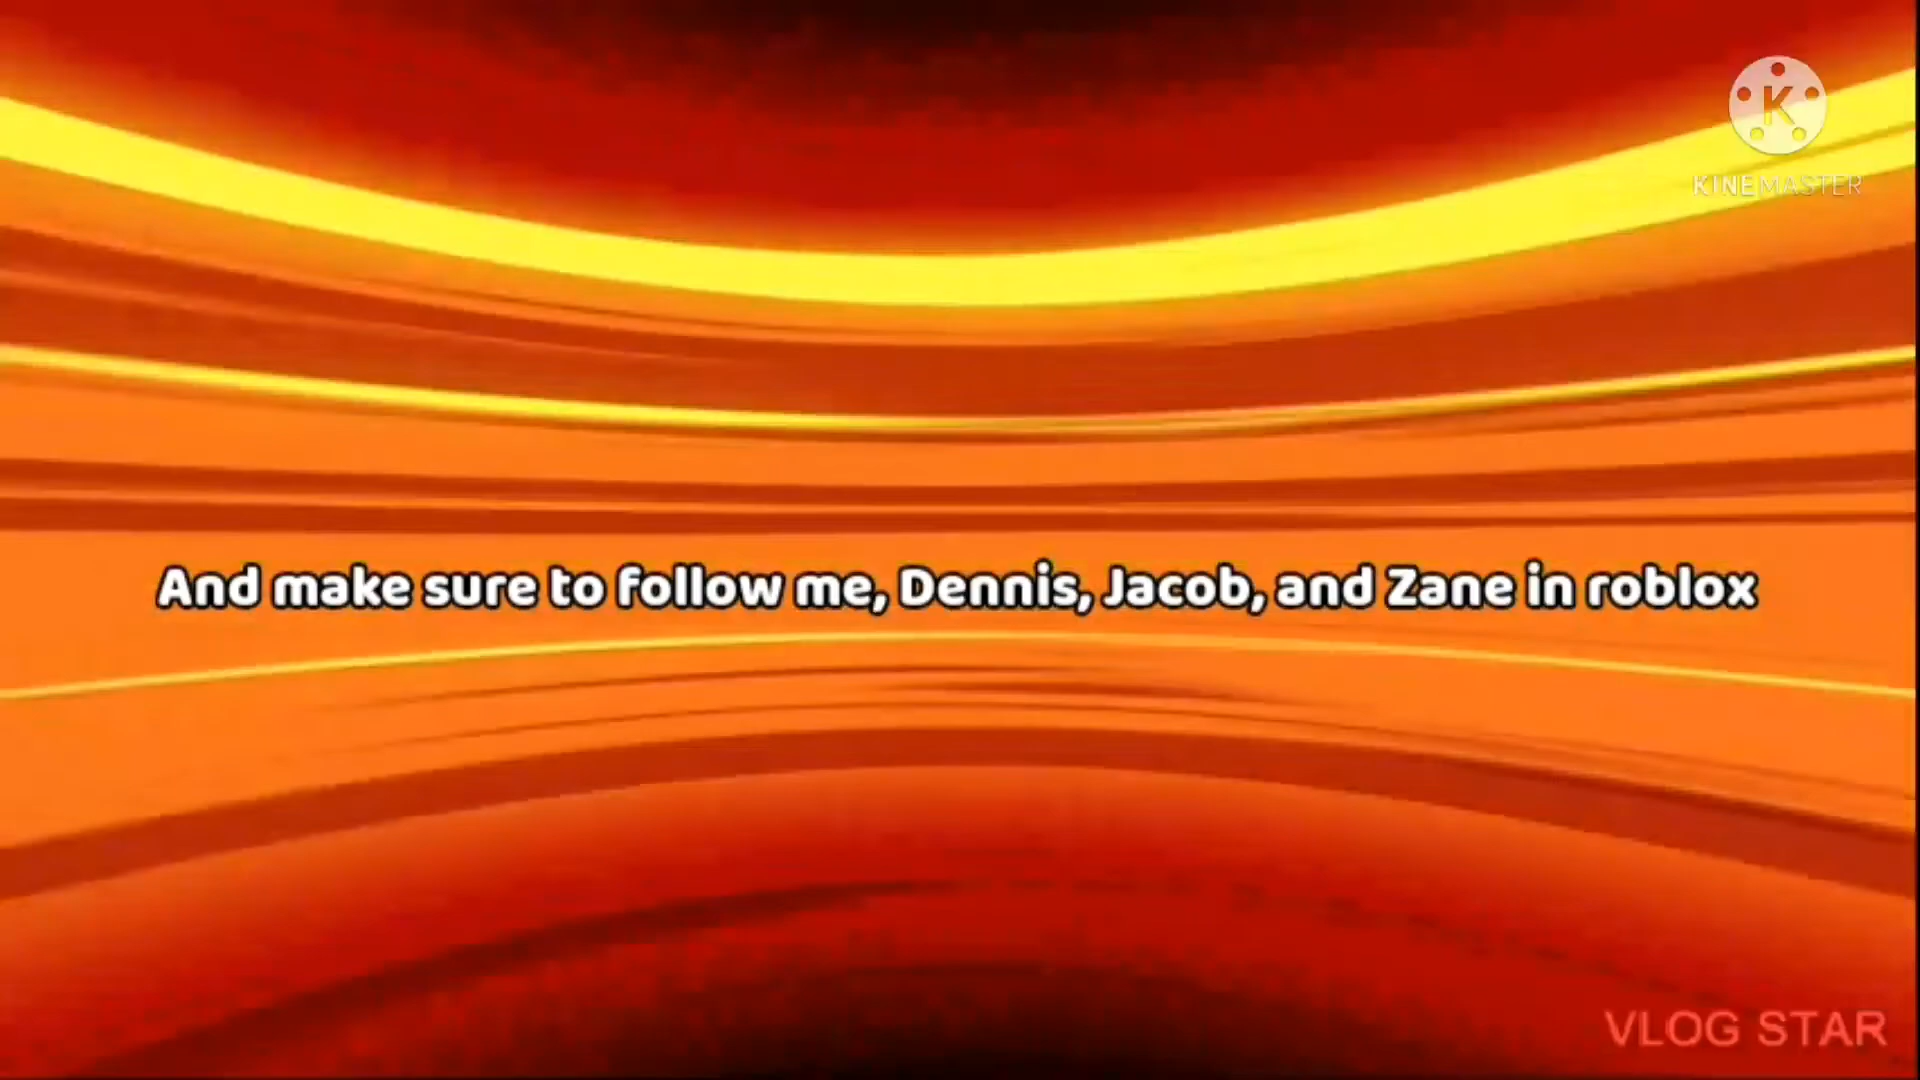 K
KINEMASTER
And make sure to follow me, Dennis, Jacob, and Zane in roblox
VLOG STAR